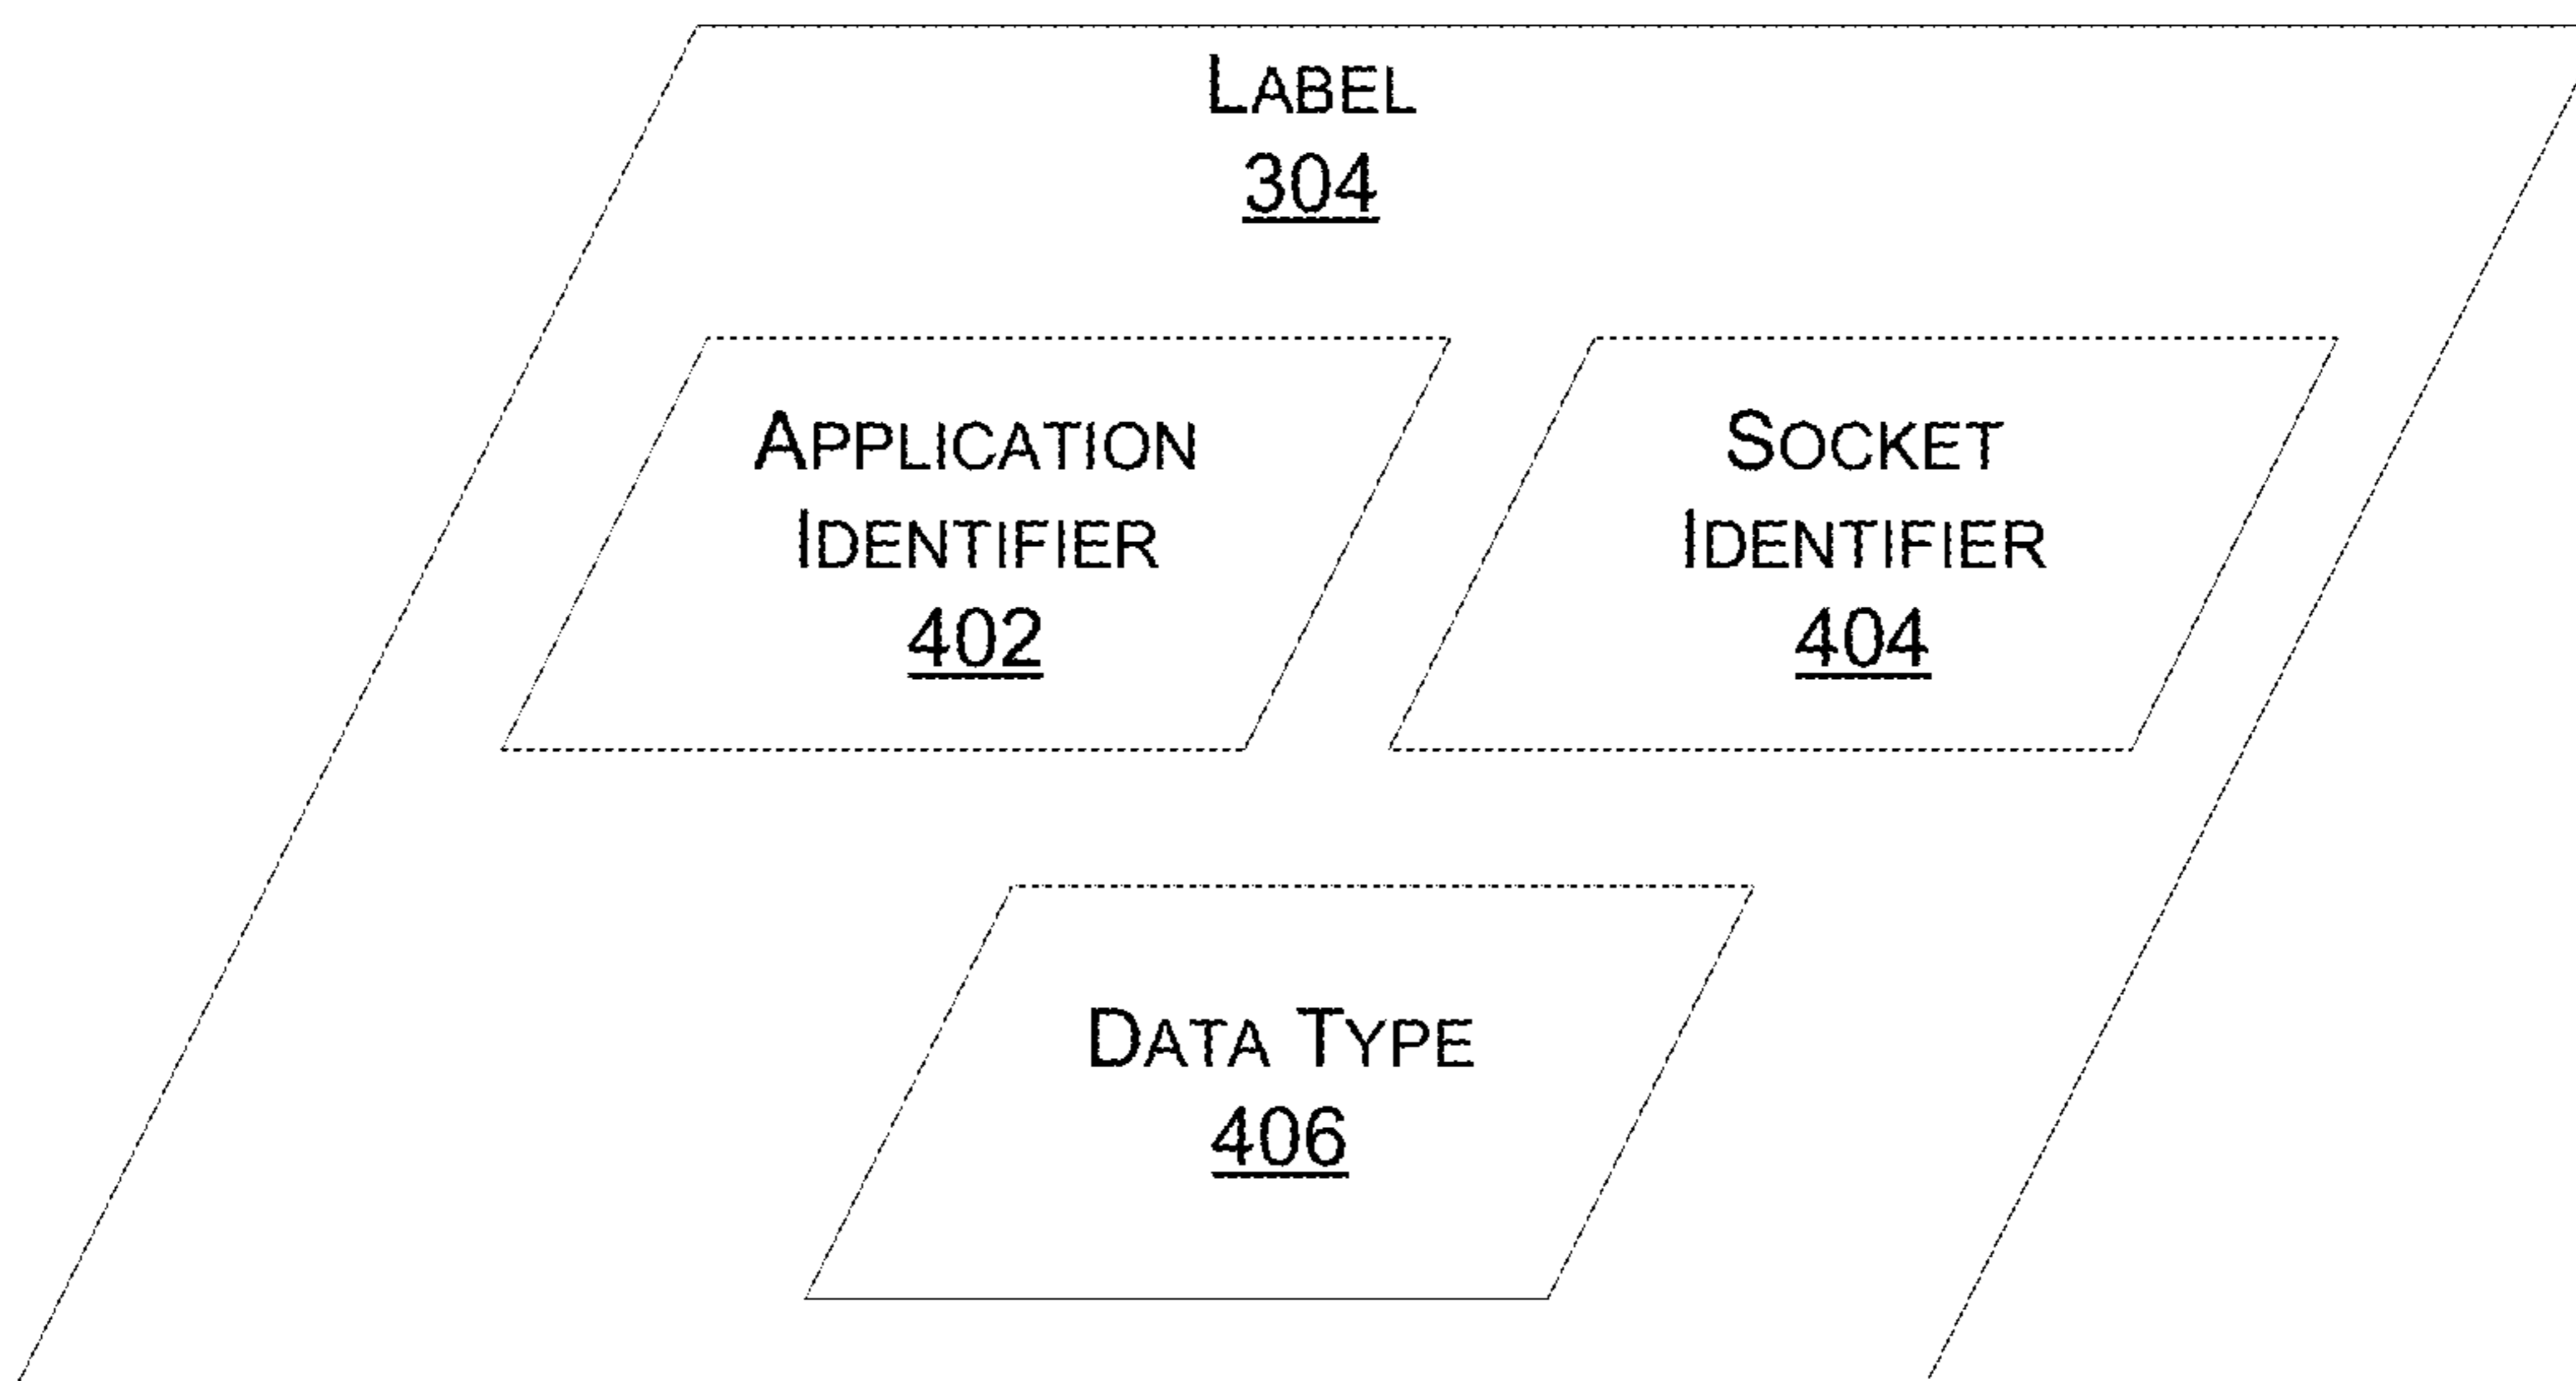 LABEL
304
APPLICATION
IDENTIFIER
402
SOCKET
IDENTIFIER
404
DATA TYPE
406